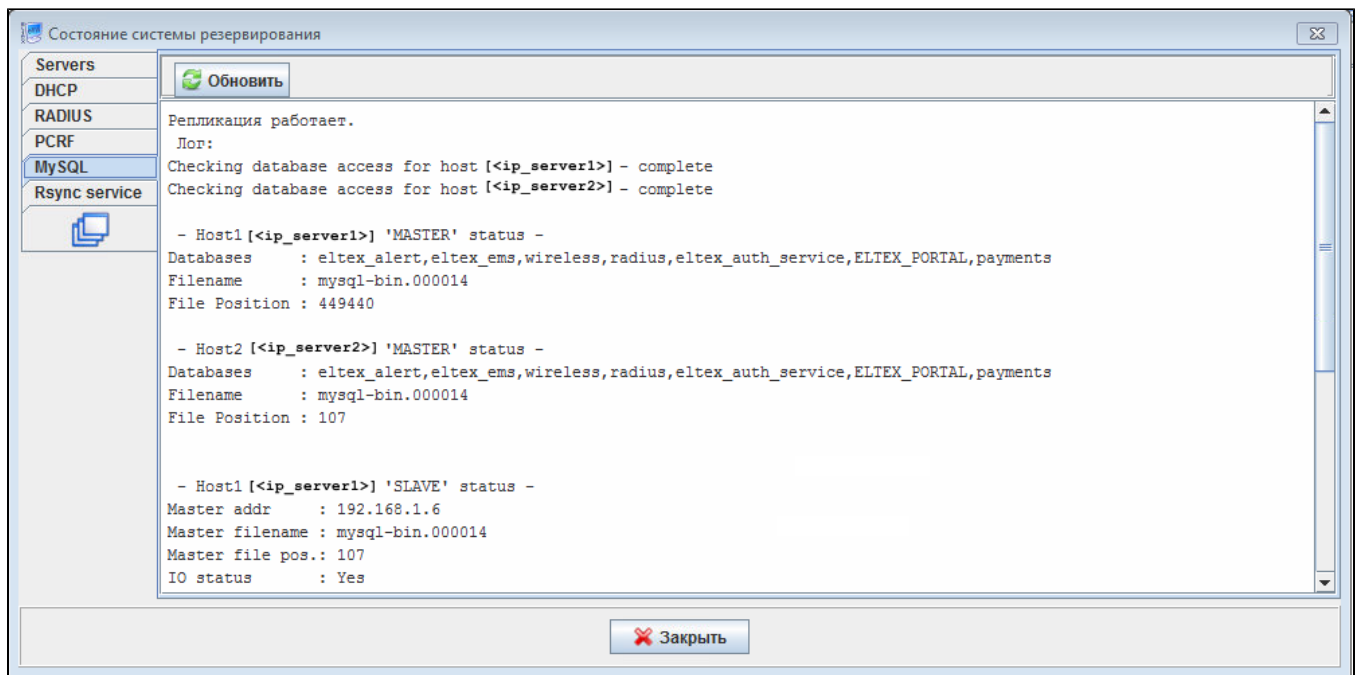 Состояние системы резервирования
Servers
DHCP
RADIUS
PCRF
MySQL
Rsync service
Обновить
Репликация работает.
Лог:
Checking database access for host [<ip_server1>] - complete
Checking database access for host [<ip_server2>] - complete
- Host1 [<ip_server1>] 'MASTER' status -
Databases : eltex_alert,eltex_ems,wireless,radius,eltex_auth_service,ELTEX_PORTAL,payments
Filename : mysql-bin.000014
File Position : 449440
- Host2 [<ip_server2>] 'MASTER' status -
Databases : eltex_alert,eltex_ems,wireless,radius,eltex_auth_service,ELTEX_PORTAL,payments
Filename : mysql-bin.000014
File Position : 107
- Host1 [<ip_server1>] 'SLAVE' status -
Master addr : 192.168.1.6
Master filename : mysql-bin.000014
Master file pos.: 107
IO status : Yes
Закрыть